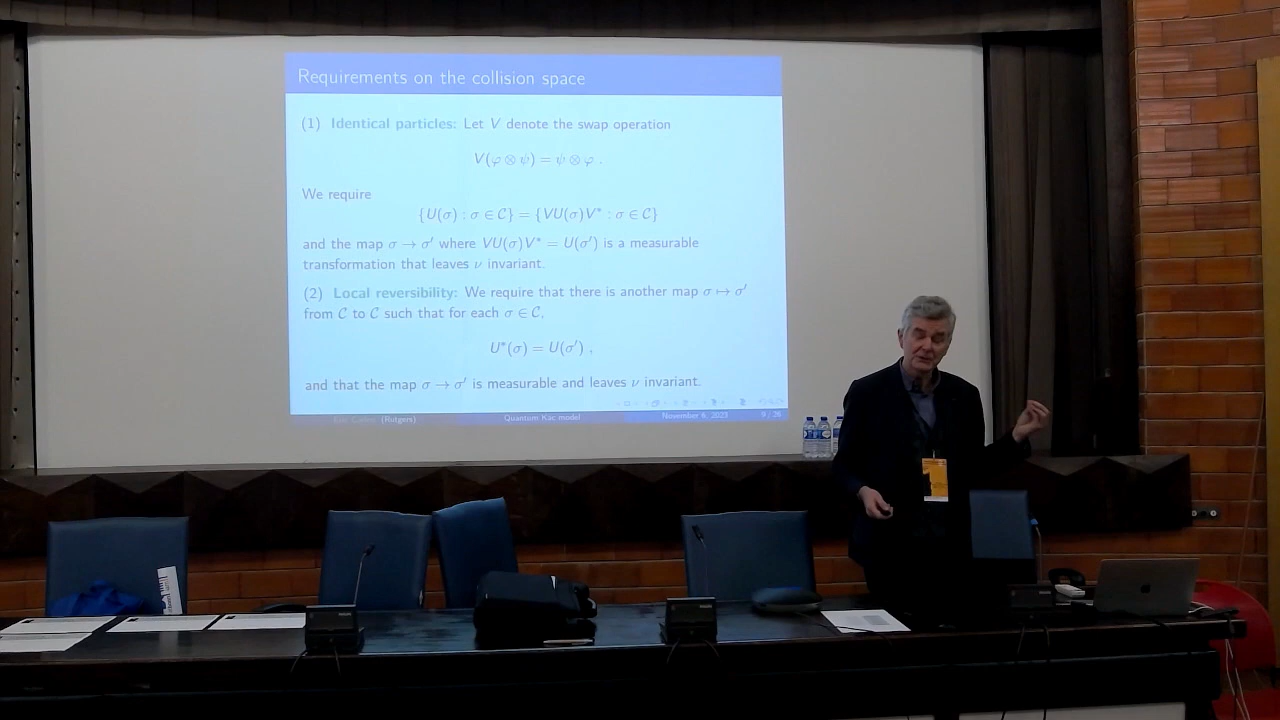 Requirements on the collision space
(1) Identical particles: Let V denote the swap operation
V(φ ⊗ ψ) = ψ ⊗ φ .
We require
{U(σ) : σ ∈ C} = {VU(σ)V* : σ ∈ C}
and the map σ → σ′ where VU(σ)V* = U(σ′) is a measurable
transformation that leaves ν invariant.
(2) Local reversibility: We require that there is another map σ ↦ σ′
from C to C such that for each σ ∈ C,
U*(σ) = U(σ′) ,
and that the map σ → σ′ is measurable and leaves ν invariant.
(Rutgers) Quantum Kac model November 6, 2023 9 / 26